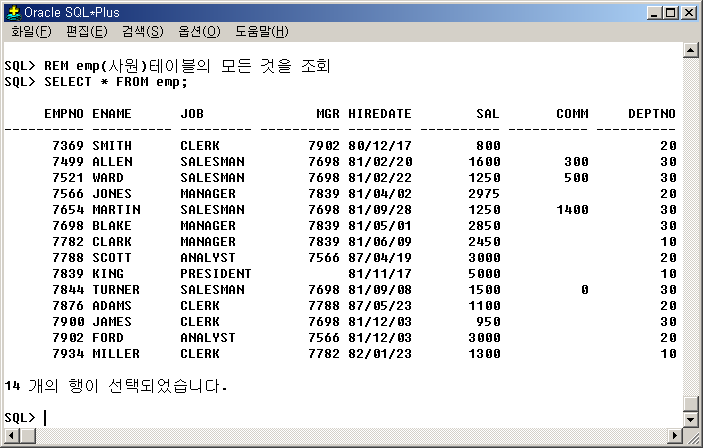 Oracle SQL*Plus
화일(F) 편집(E) 검색(S) 옵션(O) 도움말(H)
SQL> REM emp(사원)테이블의 모든 것을 조회
SQL> SELECT * FROM emp;
EMPNO ENAME JOB MGR HIREDATE SAL COMM DEPTNO
---------- ---------- --------- ---------- -------- ---------- ---------- ----------
7369 SMITH CLERK 7902 80/12/17 800 20
7499 ALLEN SALESMAN 7698 81/02/20 1600 300 30
7521 WARD SALESMAN 7698 81/02/22 1250 500 30
7566 JONES MANAGER 7839 81/04/02 2975 20
7654 MARTIN SALESMAN 7698 81/09/28 1250 1400 30
7698 BLAKE MANAGER 7839 81/05/01 2850 30
7782 CLARK MANAGER 7839 81/06/09 2450 10
7788 SCOTT ANALYST 7566 87/04/19 3000 20
7839 KING PRESIDENT 81/11/17 5000 10
7844 TURNER SALESMAN 7698 81/09/08 1500 0 30
7876 ADAMS CLERK 7788 87/05/23 1100 20
7900 JAMES CLERK 7698 81/12/03 950 30
7902 FORD ANALYST 7566 81/12/03 3000 20
7934 MILLER CLERK 7782 82/01/23 1300 10
14 개의 행이 선택되었습니다.
SQL>